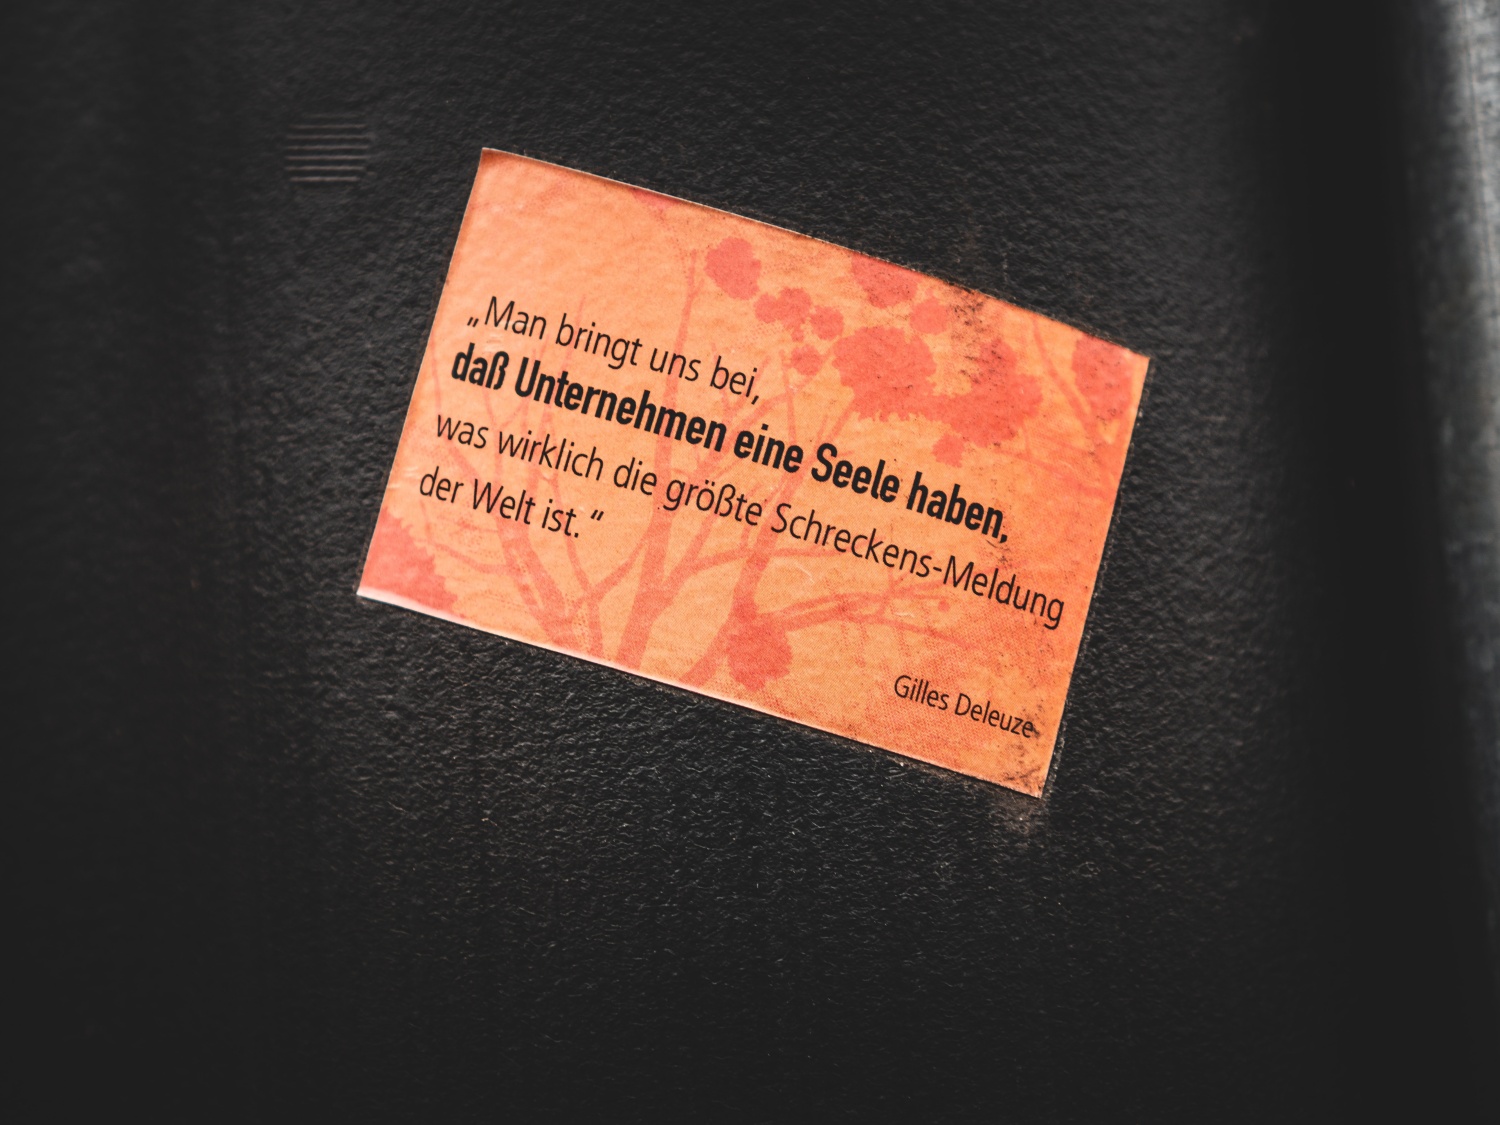 „Man bringt uns bei,
daß Unternehmen eine Seele haben,
was wirklich die größte Schreckens-Meldung
der Welt ist.“
Gilles Deleuze